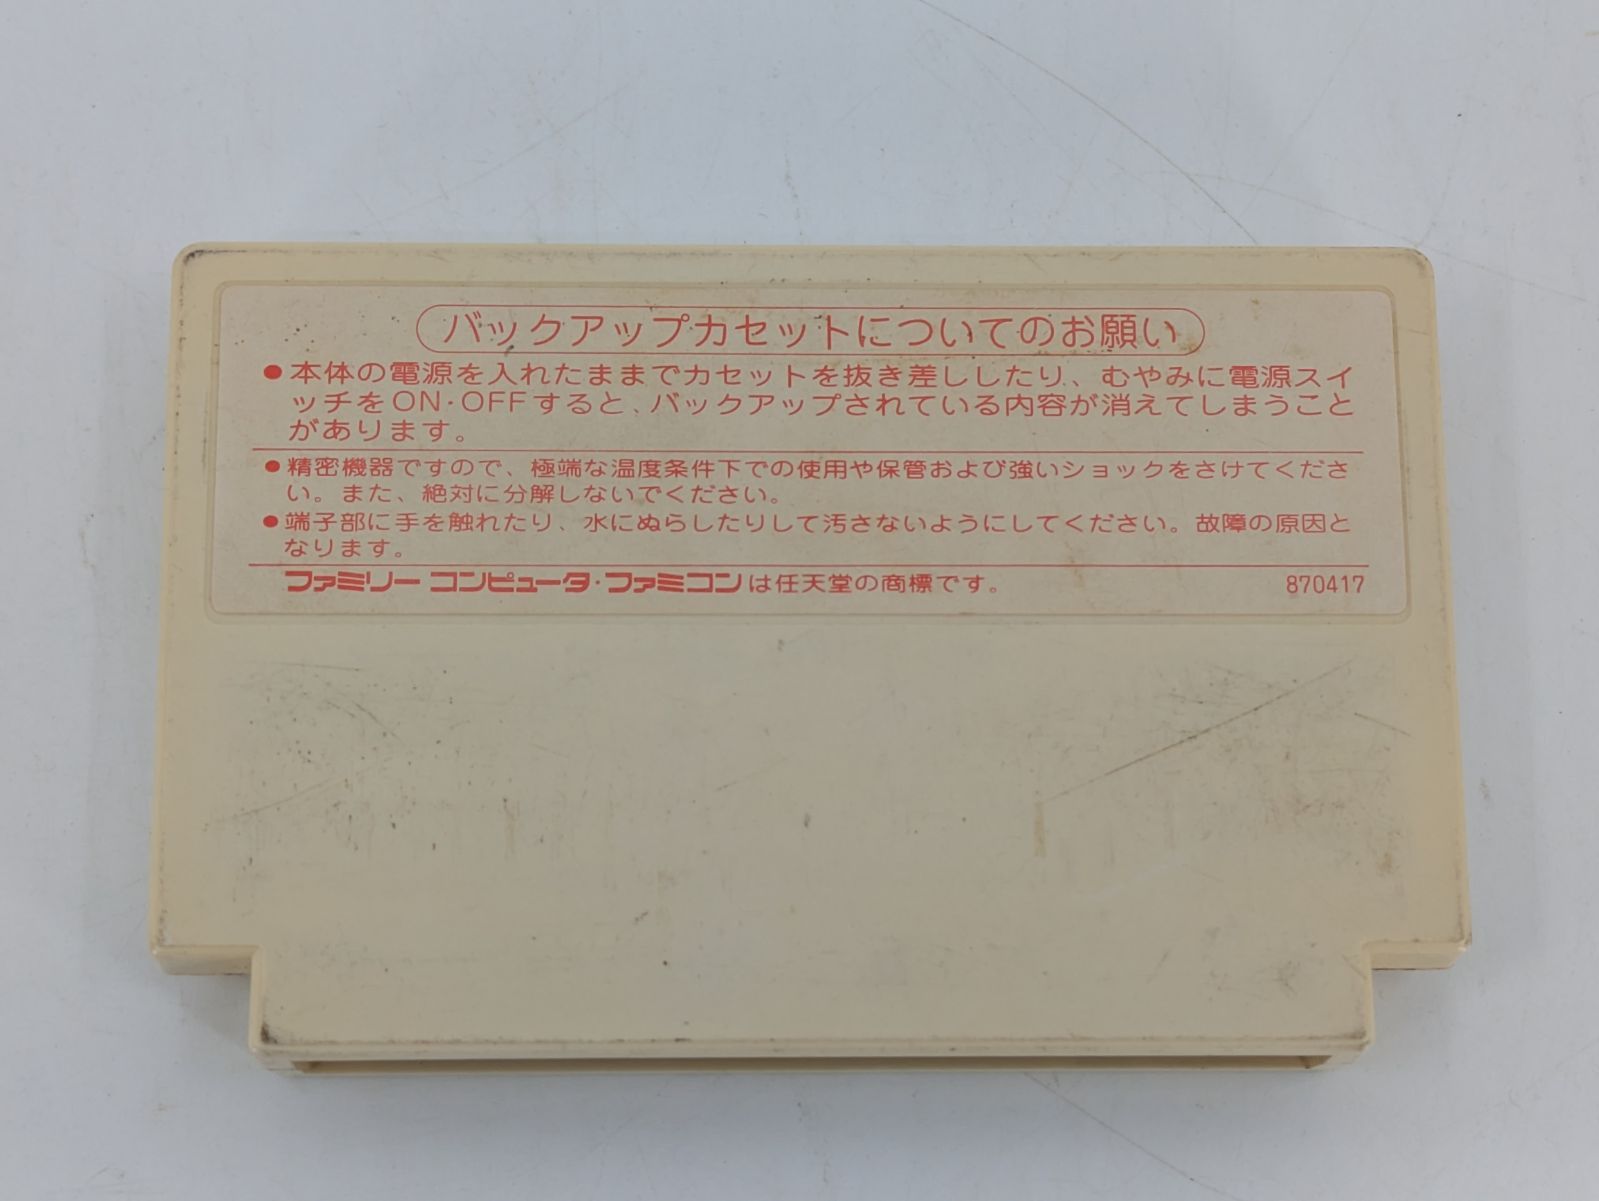 バックアップカセットについてのお願い
●本体の電源を入れたままでカセットを抜き差ししたり、むやみに電源スイ
ッチをON・OFFすると、バックアップされている内容が消えてしまうこと
があります。
●精密機器ですので、極端な温度条件下での使用や保管および強いショックをさけてくださ
い。また、絶対に分解しないでください。
●端子部に手を触れたり、水にぬらしたりして汚さないようにしてください。故障の原因と
なります。
ファミリーコンピュータ・ファミコンは任天堂の商標です。 870417